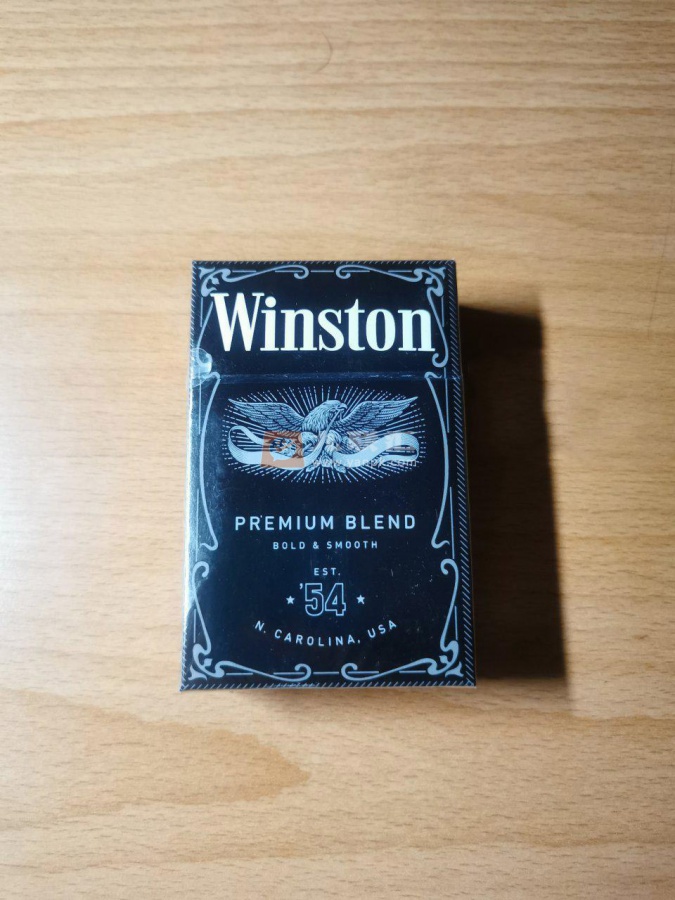 Winston
PREMIUM BLEND
BOLD & SMOOTH
EST.
'54
N. CAROLINA, USA